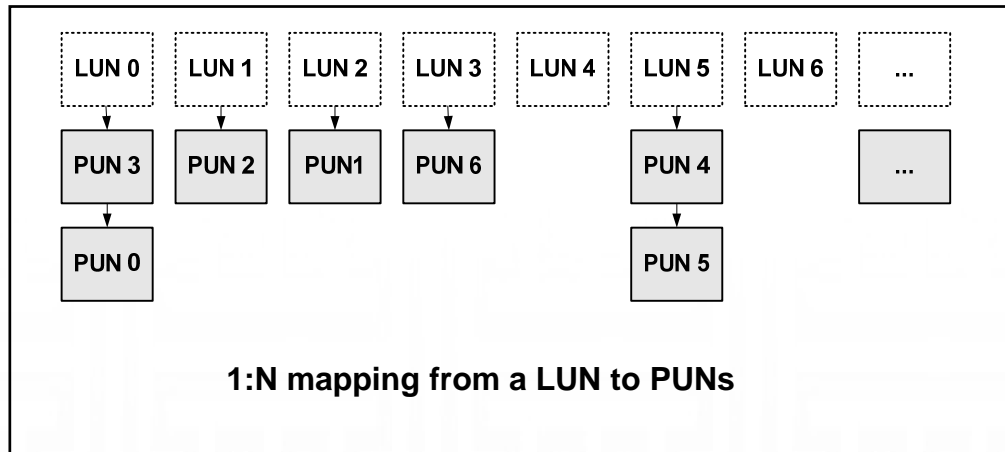 LUN 0 LUN 1 LUN 2 LUN 3 LUN 4 LUN 5 LUN 6 ...
PUN 3 PUN 2 PUN1 PUN 6 PUN 4 ...
PUN 0 PUN 5
1:N mapping from a LUN to PUNs